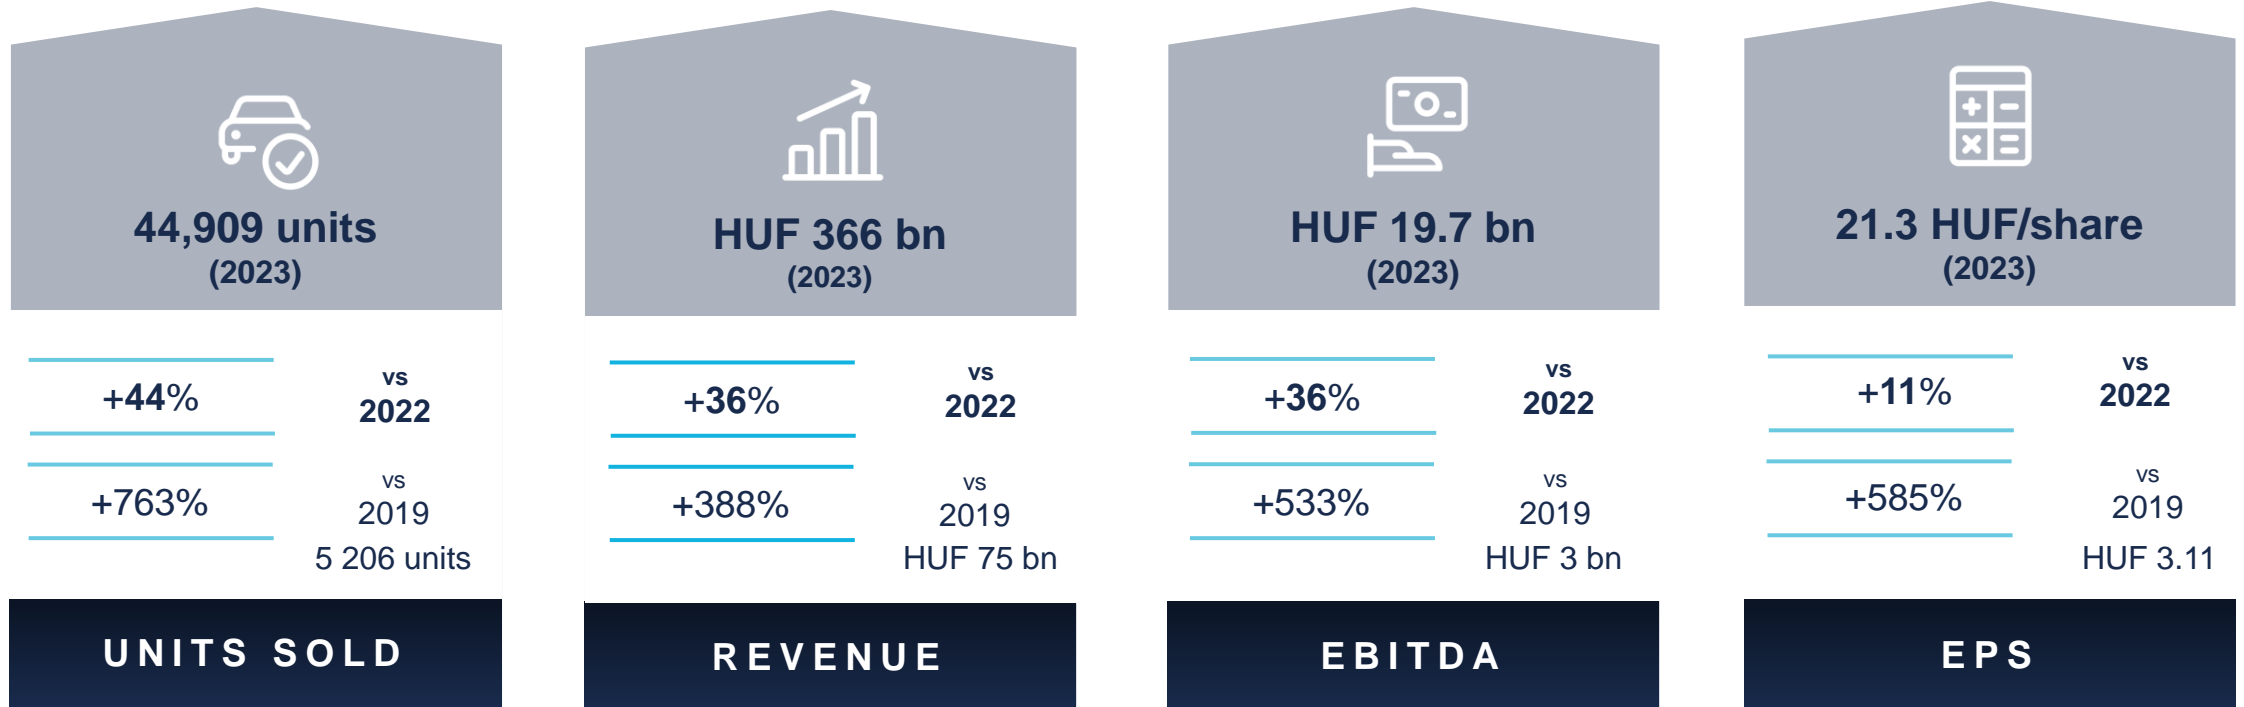 44,909 units
(2023)
+44%
vs
2022
+763%
vs
2019
5 206 units
UNITS SOLD
HUF 366 bn
(2023)
+36%
vs
2022
+388%
vs
2019
HUF 75 bn
REVENUE
HUF 19.7 bn
(2023)
+36%
vs
2022
+533%
vs
2019
HUF 3 bn
EBITDA
21.3 HUF/share
(2023)
+11%
vs
2022
+585%
vs
2019
HUF 3.11
EPS